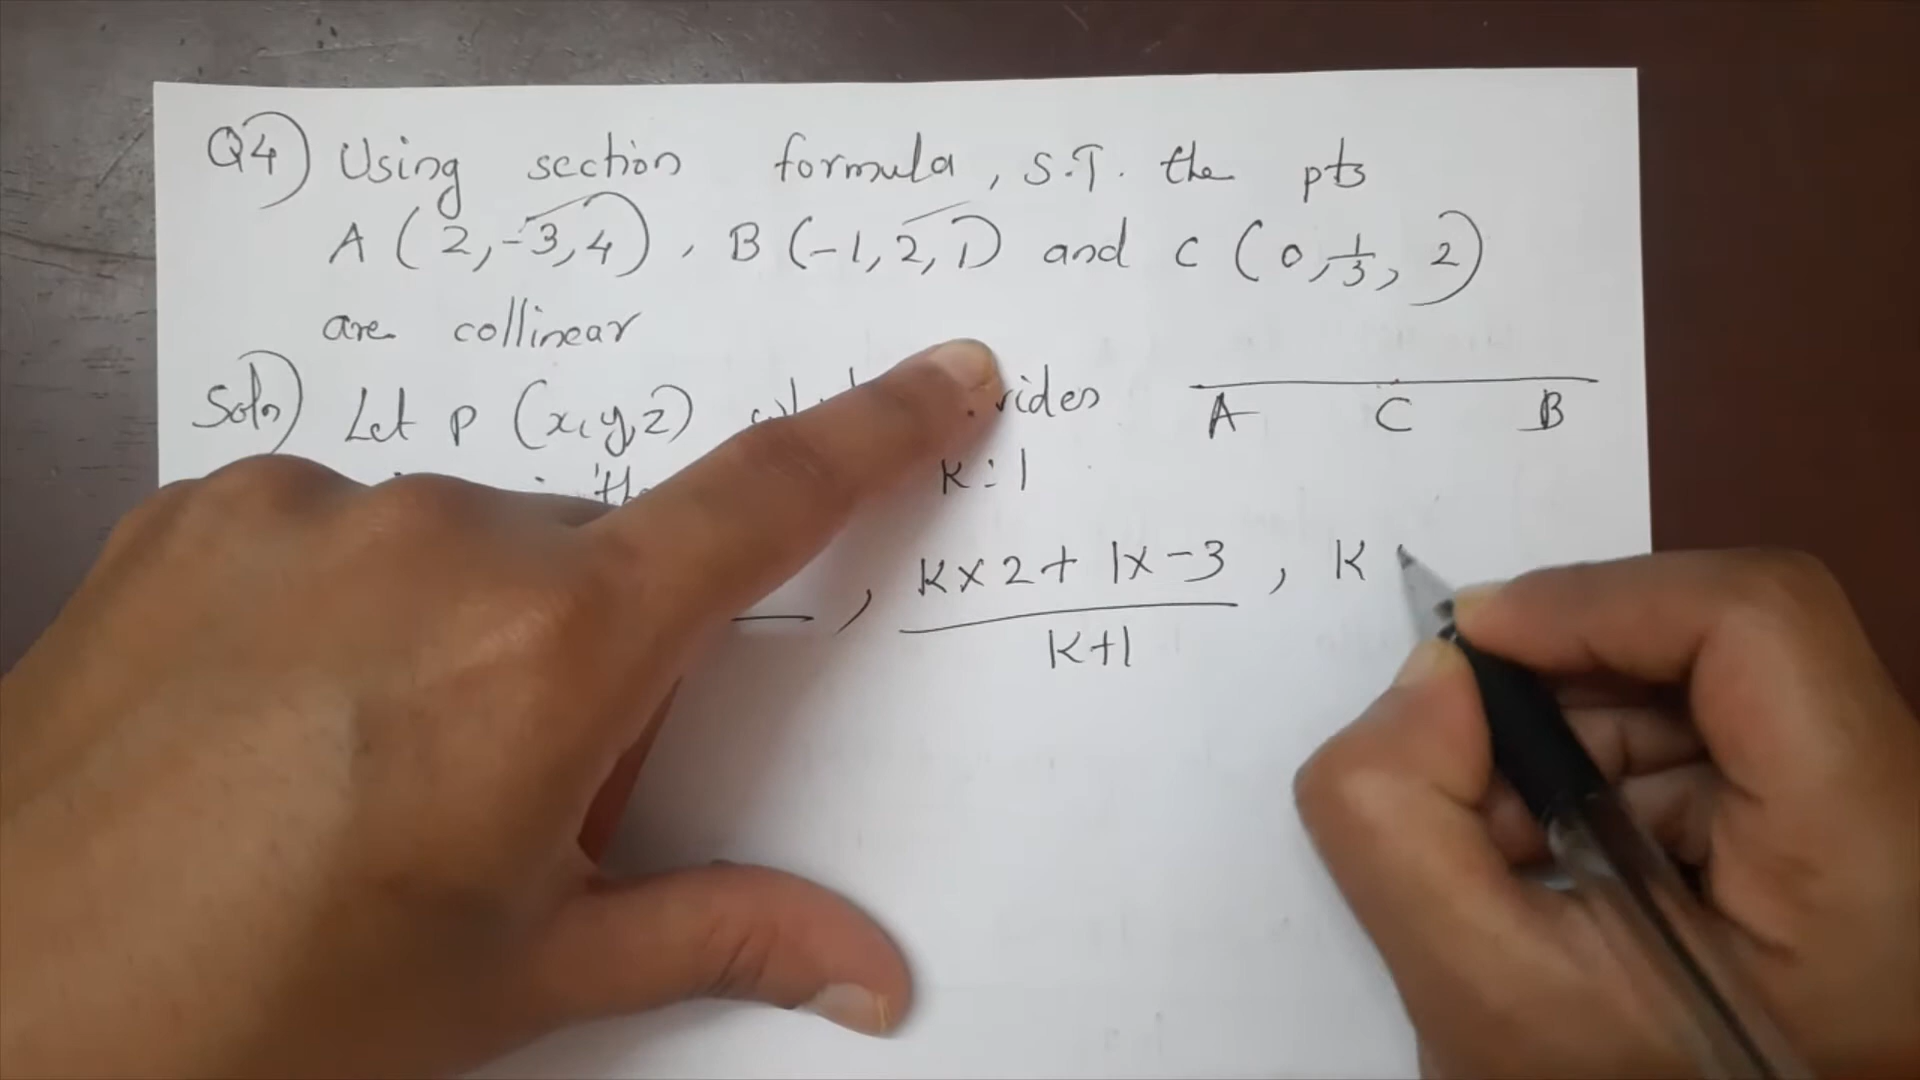 Q4) Using section formula, S.T. the pts
A (2,-3,4), B (-1,2,1) and C (0,1/3, 2)
are collinear
Soln) Let P (x,y,z)
A C B
K:1
, K×2+ 1×-3 , K
K+1